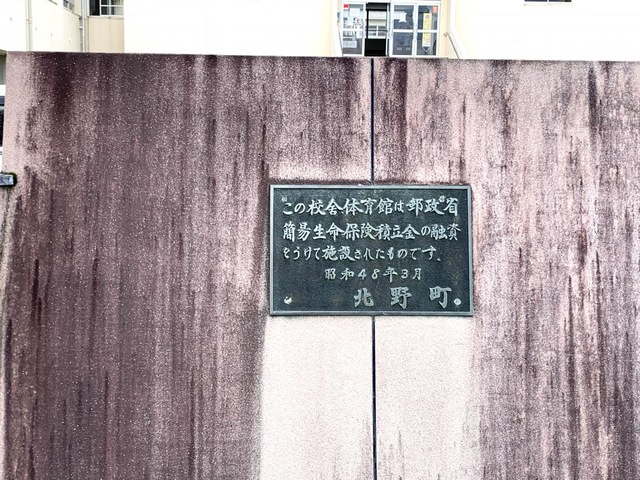 この校舎体育館は郵政省
簡易生命保険積立金の融資
をうけて施設されたものです。
昭和48年3月
北野町